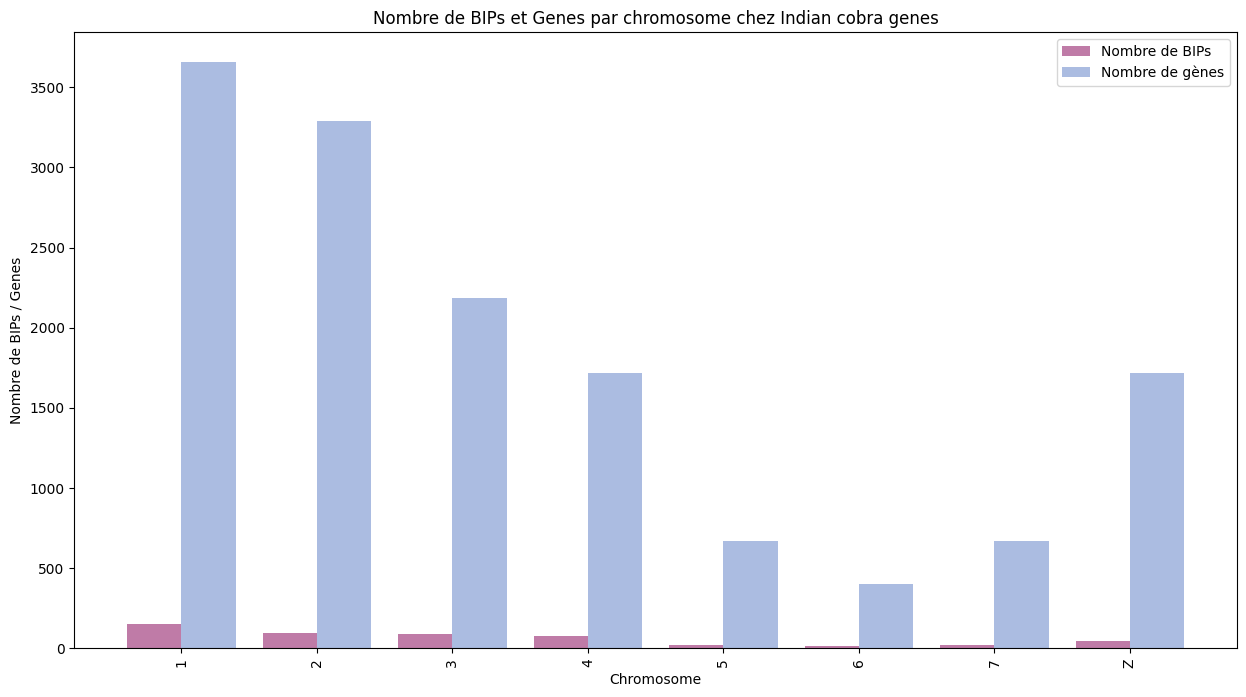 Nombre de BIPs et Genes par chromosome chez Indian cobra genes
Nombre de BIPs
Nombre de gènes
Nombre de BIPs / Genes
3500
3000
2500
2000
1500
1000
500
0
1
2
3
4
5
6
7
Z
Chromosome